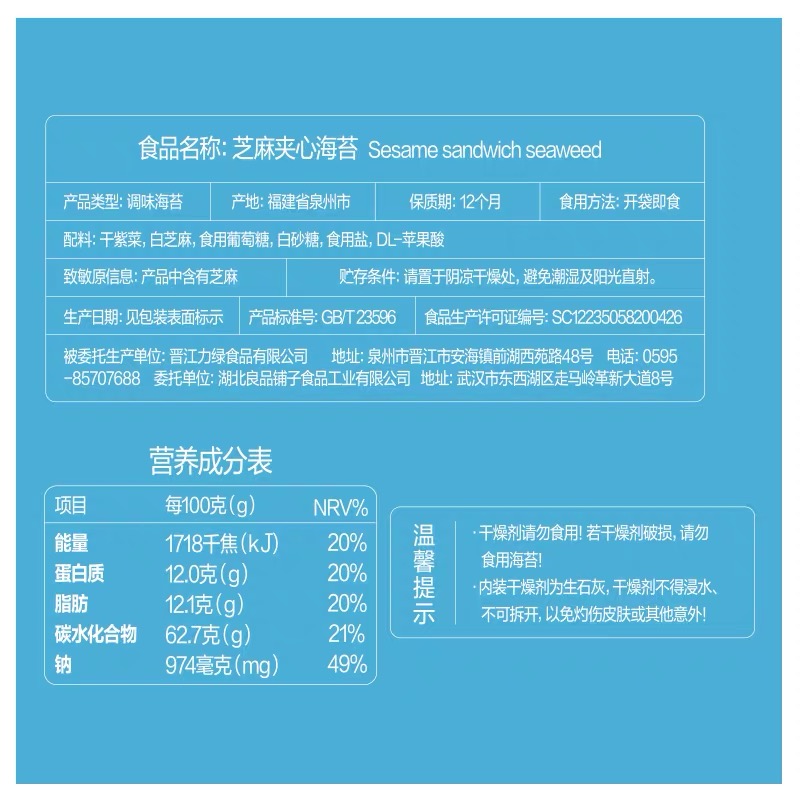 食品名称: 芝麻夹心海苔 Sesame sandwich seaweed
产品类型: 调味海苔 产地: 福建省泉州市 保质期: 12个月 食用方法: 开袋即食
配料: 干紫菜, 白芝麻, 食用葡萄糖, 白砂糖, 食用盐, DL-苹果酸
致敏原信息: 产品中含有芝麻 贮存条件: 请置于阴凉干燥处, 避免潮湿及阳光直射。
生产日期: 见包装表面标示 产品标准号: GB/T 23596 食品生产许可证编号: SC12235058200426
被委托生产单位: 晋江力绿食品有限公司 地址: 泉州市晋江市安海镇前湖西苑路48号 电话: 0595
-85707688 委托单位: 湖北良品铺子食品工业有限公司 地址: 武汉市东西湖区走马岭革新大道8号
营养成分表
项目 每100克(g) NRV%
能量 1718千焦(kJ) 20%
蛋白质 12.0克(g) 20%
脂肪 12.1克(g) 20%
碳水化合物 62.7克(g) 21%
钠 974毫克(mg) 49%
温馨提示
·干燥剂请勿食用! 若干燥剂破损, 请勿
食用海苔!
·内装干燥剂为生石灰, 干燥剂不得浸水、
不可拆开, 以免灼伤皮肤或其他意外!